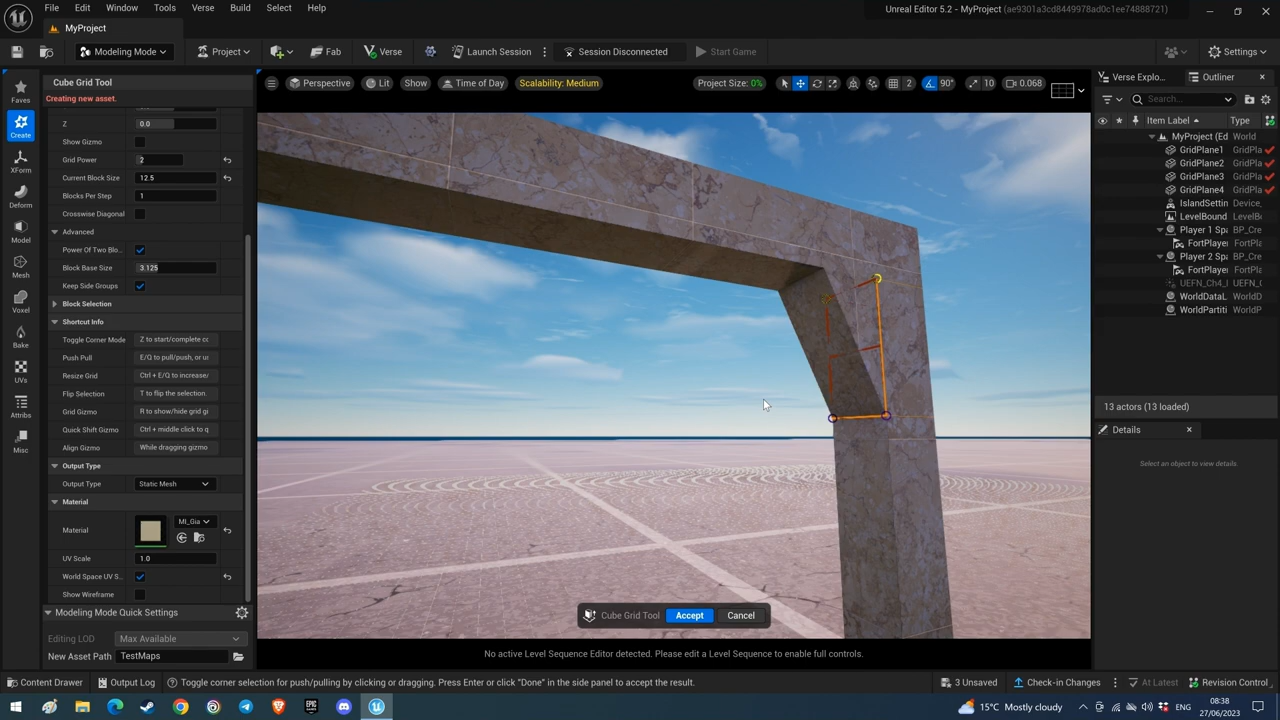 File Edit Window Tools Verse Build Select Help
Unreal Editor 5.2 - MyProject (ae9301a3cd8448978ad0c1ee74888721)
MyProject
Modeling Mode
Project
Fab
Verse
Launch Session
Session Disconnected
Start Game
Settings
Cube Grid Tool
Creating new asset.
Faves
Create
XForm
Deform
Model
Mesh
Voxel
Bake
UVs
Attribs
Misc
Z 0.0
Show Gizmo
Grid Power 2
Current Block Size 12.5
Blocks Per Step 1
Crosswise Diagonal
Advanced
Power Of Two Blo...
Block Base Size 3.125
Keep Side Groups
Block Selection
Shortcut Info
Toggle Corner Mode Z to start/complete co
Push Pull E/Q to pull/push, or us
Resize Grid Ctrl + E/Q to increase/
Flip Selection T to flip the selection.
Grid Gizmo R to show/hide grid gi
Quick Shift Gizmo Ctrl + middle click to q
Align Gizmo While dragging gizmo
Output Type
Output Type Static Mesh
Material
Material MI_Gia
UV Scale 1.0
World Space UV S...
Show Wireframe
Modeling Mode Quick Settings
Editing LOD Max Available
New Asset Path TestMaps
Perspective Lit Show Time of Day Scalability: Medium
Project Size: 0% 2 90° 10 0.068
Cube Grid Tool Accept Cancel
No active Level Sequence Editor detected. Please edit a Level Sequence to enable full controls.
Verse Explo... Outliner
Search...
Item Label Type
MyProject (Ed World
GridPlane1 GridPla
GridPlane2 GridPla
GridPlane3 GridPla
GridPlane4 GridPla
IslandSettin Device_
LevelBound LevelBo
Player 1 Spa BP_Cre
FortPlayer FortPla
Player 2 Spa BP_Cre
FortPlayer FortPla
UEFN_Ch4_I UEFN_C
WorldDataL WorldD
WorldPartiti WorldP
13 actors (13 loaded)
Details
Select an object to view details.
Content Drawer Output Log Toggle corner selection for push/pulling by clicking or dragging. Press Enter or click "Done" in the side panel to accept the result.
3 Unsaved Check-in Changes At Latest Revision Control
EPIC GAMES
15°C Mostly cloudy ENG
08:38
27/06/2023